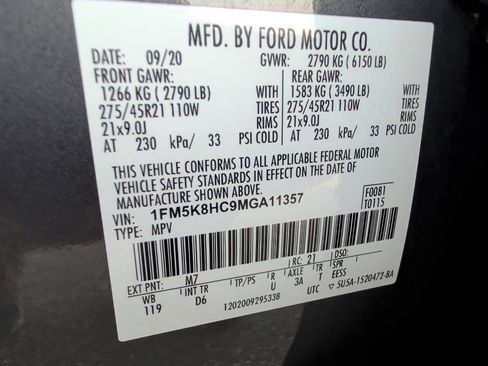 MFD. BY FORD MOTOR CO.
DATE: 09/20 GVWR: 2790 KG ( 6150 LB)
FRONT GAWR: REAR GAWR:
1266 KG ( 2790 LB) WITH 1583 KG ( 3490 LB) WITH
275/45R21 110W TIRES 275/45R21 110W TIRES
21x9.0J RIMS 21x9.0J RIMS
AT 230 kPa/ 33 PSI COLD AT 230 kPa/ 33 PSI COLD
THIS VEHICLE CONFORMS TO ALL APPLICABLE FEDERAL MOTOR
VEHICLE SAFETY STANDARDS IN EFFECT ON THE DATE OF
MANUFACTURE SHOWN ABOVE.
VIN: 1FM5K8HC9MGA11357 F0081
TYPE: MPV T0115
EXT PNT: M7 RC: 21 DSO:
WB INT TR TP/PS R AXLE TR SPR
119 D6 U 3A T EESS
1202009295338 UTC ▽ 5U5A-1520472-BA